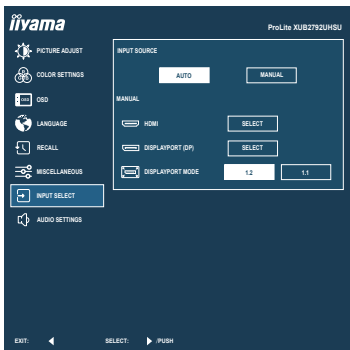 iiyama
ProLite XUB2792UHSU
PICTURE ADJUST
COLOR SETTINGS
OSD
OSD
LANGUAGE
RECALL
MISCELLANEOUS
INPUT SELECT
AUDIO SETTINGS
INPUT SOURCE
AUTO MANUAL
MANUAL
HDMI SELECT
DISPLAYPORT (DP) SELECT
DISPLAYPORT MODE 1.2 1.1
EXIT: SELECT: /PUSH